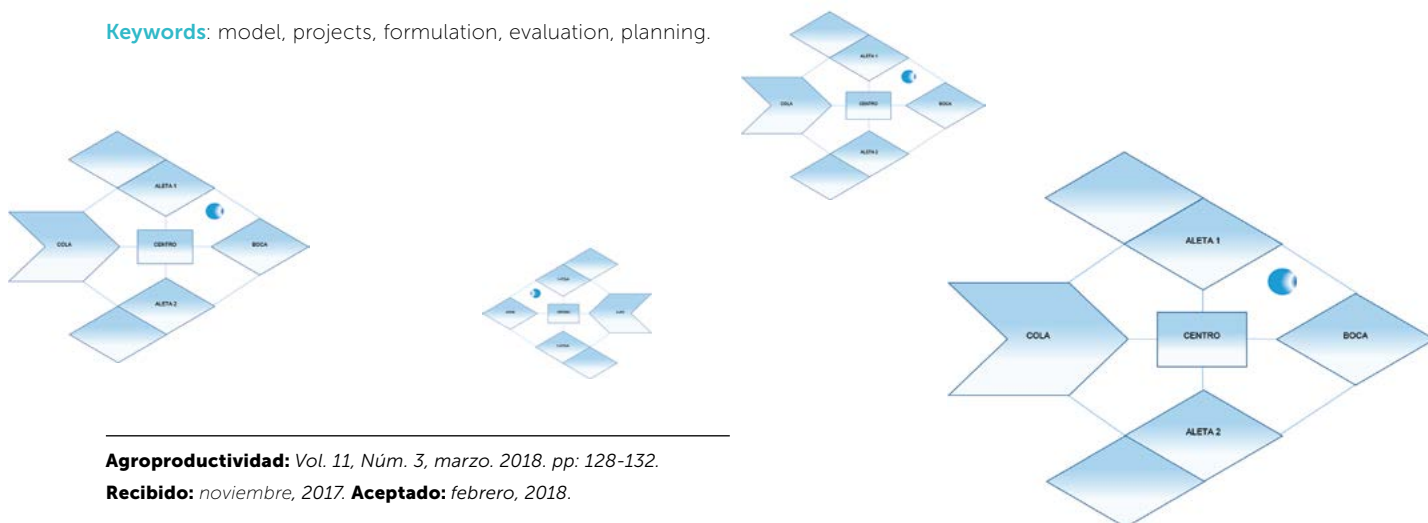 Keywords: model, projects, formulation, evaluation, planning.
ALETA 1
COLA
CENTRO
BOCA
ALETA 2
ALETA 1
COLA
CENTRO
BOCA
ALETA 2
ALETA 1
COLA
CENTRO
BOCA
ALETA 2
Agroproductividad: Vol. 11, Núm. 3, marzo. 2018. pp: 128-132.
Recibido: noviembre, 2017. Aceptado: febrero, 2018.